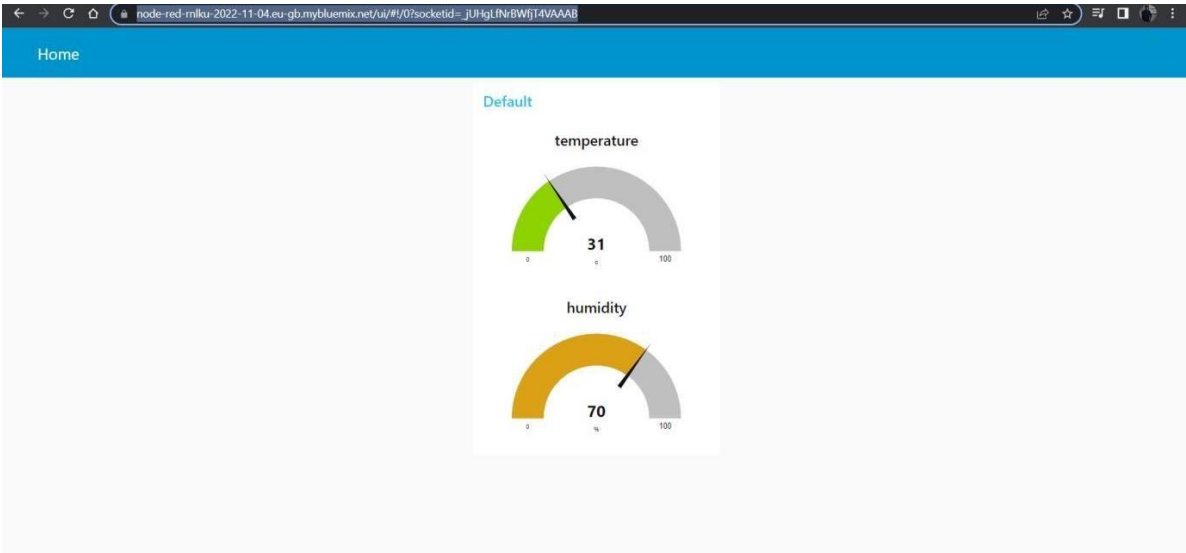 node-red-rnlku-2022-11-04.eu-gb.mybluemix.net/ui/#!/0?socketid=_jUHgLfNrBWfjT4VAAAB
Home
Default
temperature
31
0
c
100
humidity
70
0
%
100